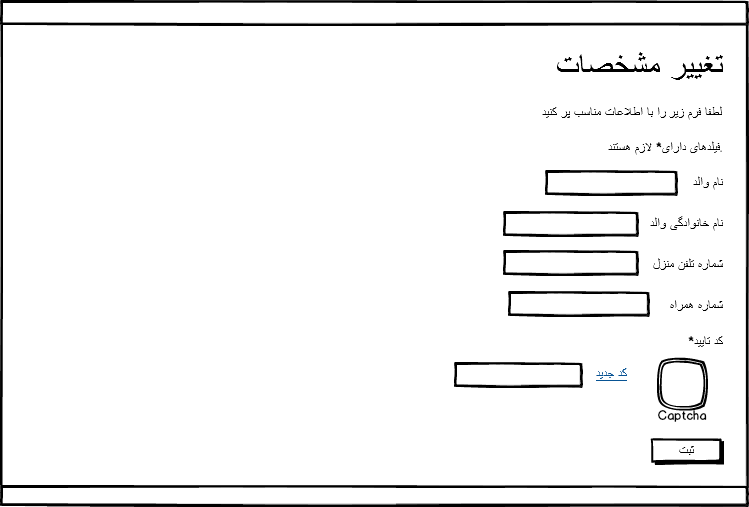 تغییر مشخصات
لطفا فرم زیر را با اطلاعات مناسب پر کنید
فیلدهای دارای* لازم هستند.
نام والد
نام خانوادگی والد
شماره تلفن منزل
شماره همراه
کد تایید*
کد جدید
Captcha
ثبت